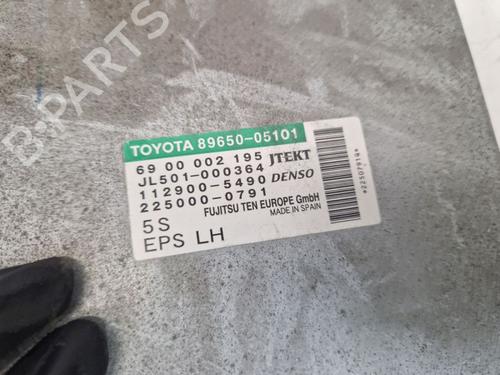 TOYOTA 89650-05101
69 00 002 195 JTEKT
JL501-000364
112900-5490 DENSO
225000-0791
FUJITSU TEN EUROPE GmbH
MADE IN SPAIN
5S
EPS LH
*2250791Q*